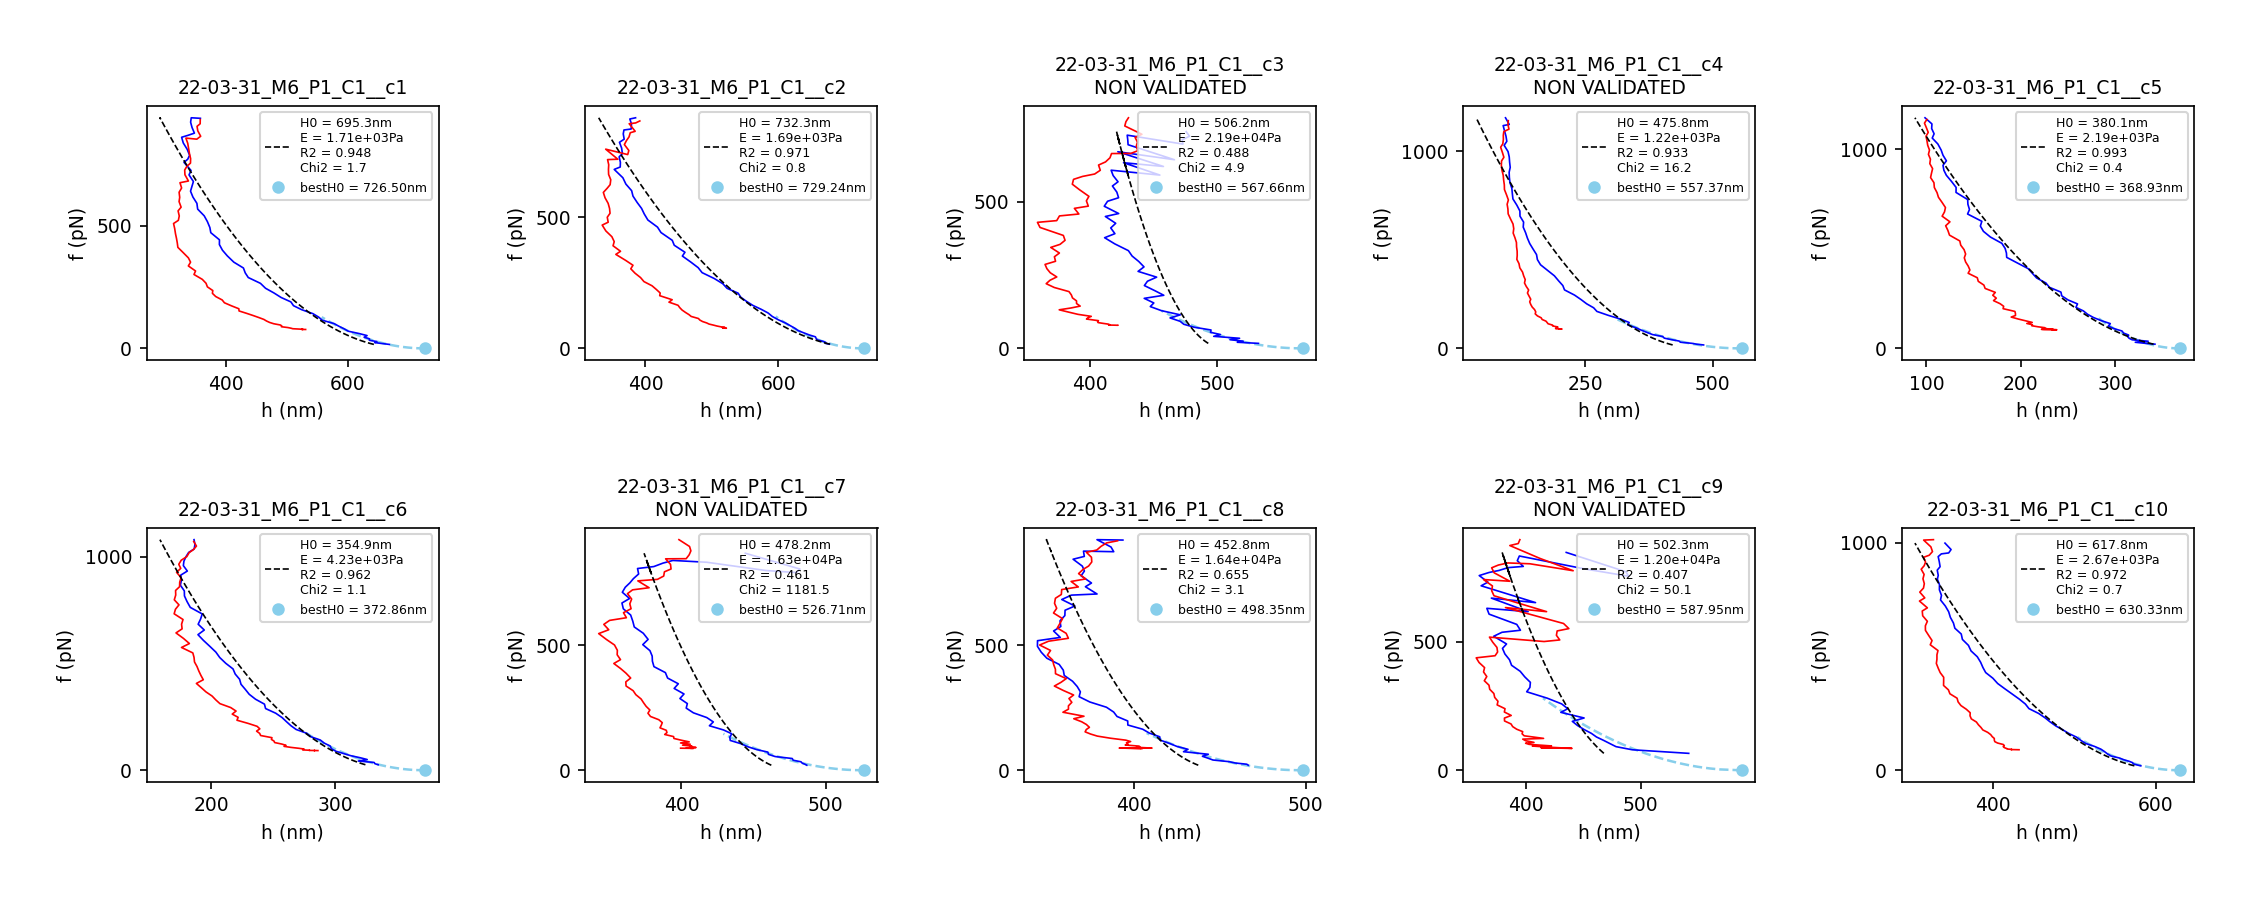 22-03-31_M6_P1_C1__c1
H0 = 695.3nm
E = 1.71e+03Pa
R2 = 0.948
Chi2 = 1.7
bestH0 = 726.50nm
f (pN)
500
0
400 600
h (nm)
22-03-31_M6_P1_C1__c2
H0 = 732.3nm
E = 1.69e+03Pa
R2 = 0.971
Chi2 = 0.8
bestH0 = 729.24nm
f (pN)
500
0
400 600
h (nm)
22-03-31_M6_P1_C1__c3
NON VALIDATED
H0 = 506.2nm
E = 2.19e+04Pa
R2 = 0.488
Chi2 = 4.9
bestH0 = 567.66nm
f (pN)
500
0
400 500
h (nm)
22-03-31_M6_P1_C1__c4
NON VALIDATED
H0 = 475.8nm
E = 1.22e+03Pa
R2 = 0.933
Chi2 = 16.2
bestH0 = 557.37nm
f (pN)
1000
0
250 500
h (nm)
22-03-31_M6_P1_C1__c5
H0 = 380.1nm
E = 2.19e+03Pa
R2 = 0.993
Chi2 = 0.4
bestH0 = 368.93nm
f (pN)
1000
0
100 200 300
h (nm)
22-03-31_M6_P1_C1__c6
H0 = 354.9nm
E = 4.23e+03Pa
R2 = 0.962
Chi2 = 1.1
bestH0 = 372.86nm
f (pN)
1000
0
200 300
h (nm)
22-03-31_M6_P1_C1__c7
NON VALIDATED
H0 = 478.2nm
E = 1.63e+04Pa
R2 = 0.461
Chi2 = 1181.5
bestH0 = 526.71nm
f (pN)
500
0
400 500
h (nm)
22-03-31_M6_P1_C1__c8
H0 = 452.8nm
E = 1.64e+04Pa
R2 = 0.655
Chi2 = 3.1
bestH0 = 498.35nm
f (pN)
500
0
400 500
h (nm)
22-03-31_M6_P1_C1__c9
NON VALIDATED
H0 = 502.3nm
E = 1.20e+04Pa
R2 = 0.407
Chi2 = 50.1
bestH0 = 587.95nm
f (pN)
500
0
400 500
h (nm)
22-03-31_M6_P1_C1__c10
H0 = 617.8nm
E = 2.67e+03Pa
R2 = 0.972
Chi2 = 0.7
bestH0 = 630.33nm
f (pN)
1000
0
400 600
h (nm)